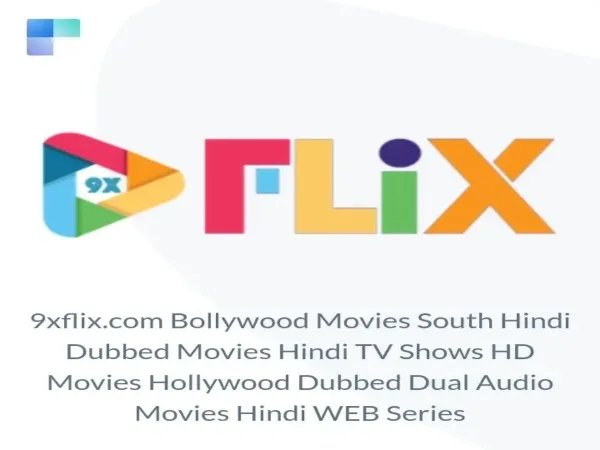 9X FLiX
9xflix.com Bollywood Movies South Hindi
Dubbed Movies Hindi TV Shows HD
Movies Hollywood Dubbed Dual Audio
Movies Hindi WEB Series